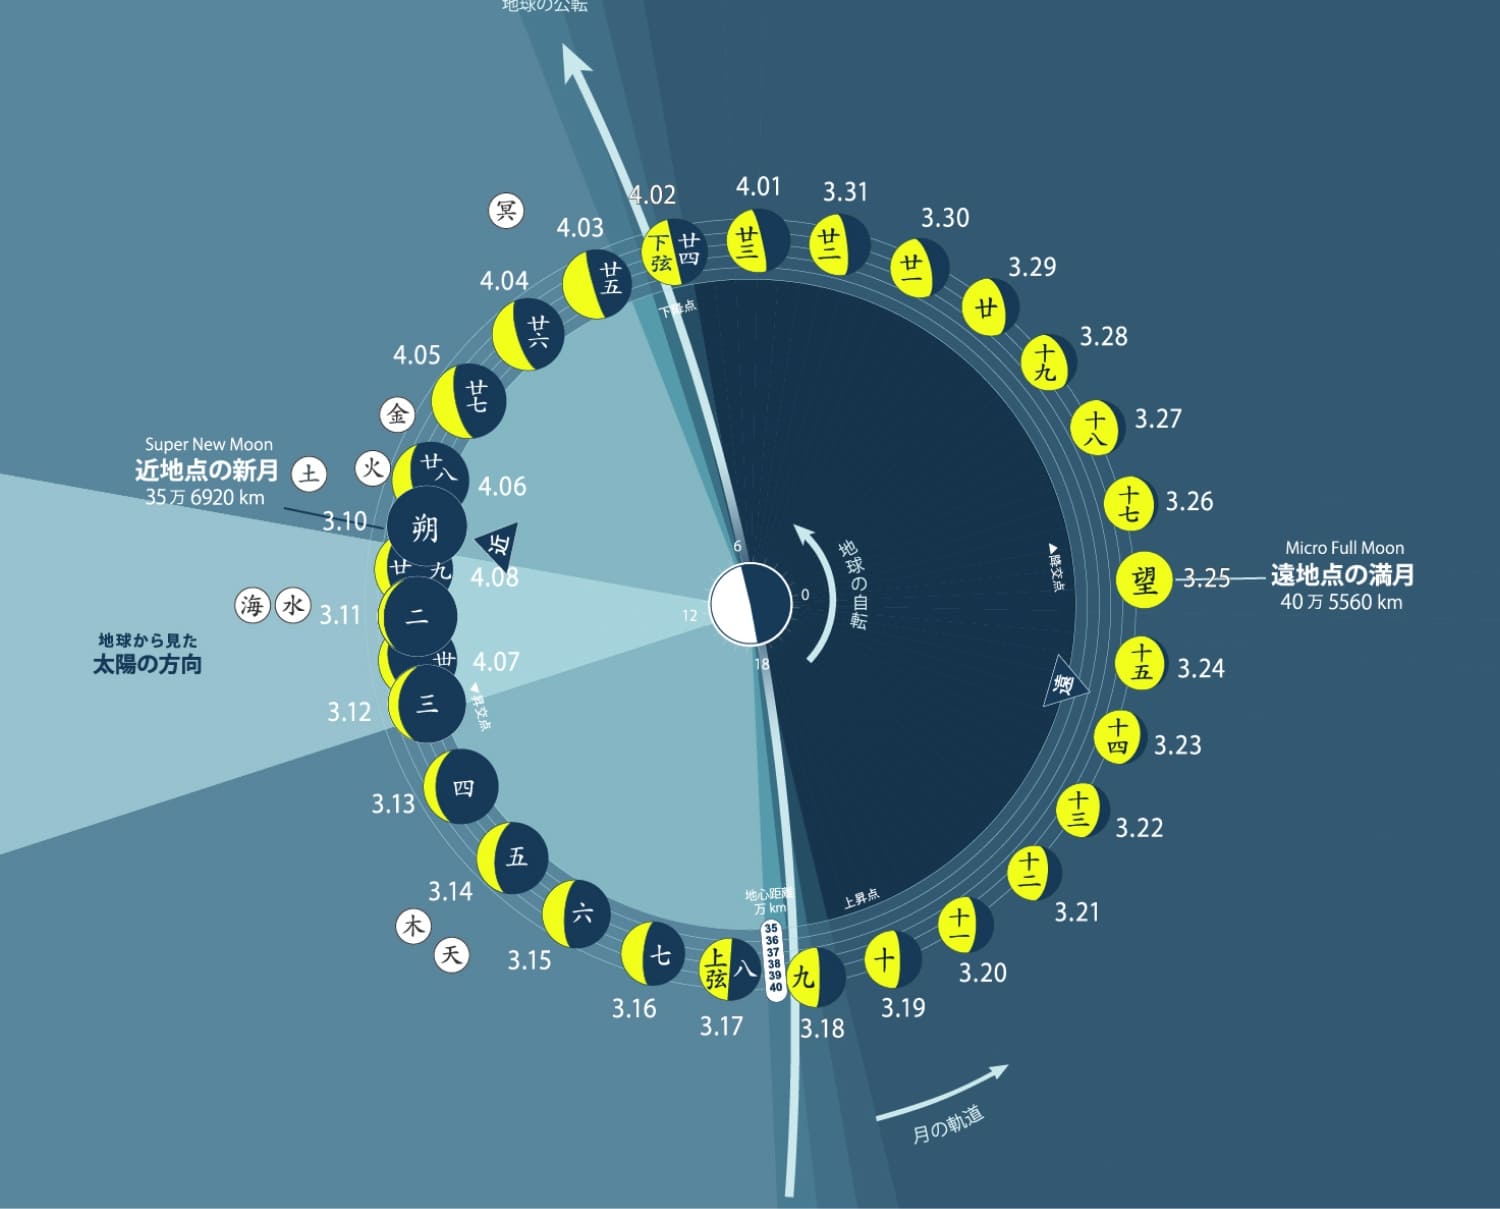 地球の公転
冥
4.03
4.02
4.01
3.31
3.30
3.29
3.28
3.27
3.26
3.25
3.24
3.23
3.22
3.21
3.20
3.19
3.18
3.17
3.16
3.15
3.14
3.13
3.12
3.11
3.10
4.04
4.05
4.06
4.08
4.07
廿五
下弦
廿四
廿三
廿二
廿一
廿
十九
十八
十七
望
十五
十四
十三
十二
十一
十
九
上弦
八
七
六
五
四
三
卅
二
廿九
朔
廿八
廿七
廿六
下降点
金
火
土
Super New Moon
近地点の新月
35万 6920 km
近
海
水
地球から見た
太陽の方向
▲昇交点
6
0
12
18
地球の自転
▲降交点
Micro Full Moon
遠地点の満月
40万 5560 km
遠
木
天
地心距離
万 km
35
36
37
38
39
40
上昇点
月の軌道